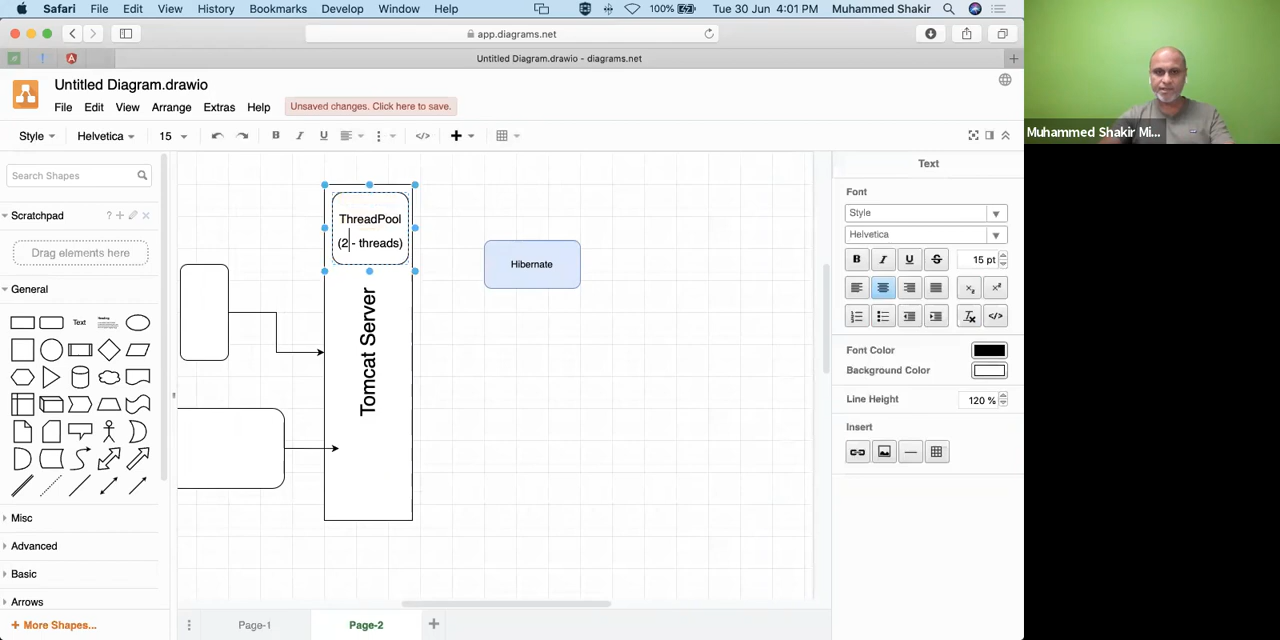 Safari File Edit View History Bookmarks Develop Window Help 100% Tue 30 Jun 4:01 PM Muhammed Shakir
app.diagrams.net
Untitled Diagram.drawio - diagrams.net
Untitled Diagram.drawio
File Edit View Arrange Extras Help Unsaved changes. Click here to save.
Style Helvetica 15
Search Shapes
Scratchpad
Drag elements here
General
Text
Heading
Misc
Advanced
Basic
Arrows
+ More Shapes...
ThreadPool
(2 - threads)
Tomcat Server
Hibernate
Page-1 Page-2
Text
Font
Style
Helvetica
B I U S 15 pt
Font Color
Background Color
Line Height 120 %
Insert
Muhammed Shakir Mi...